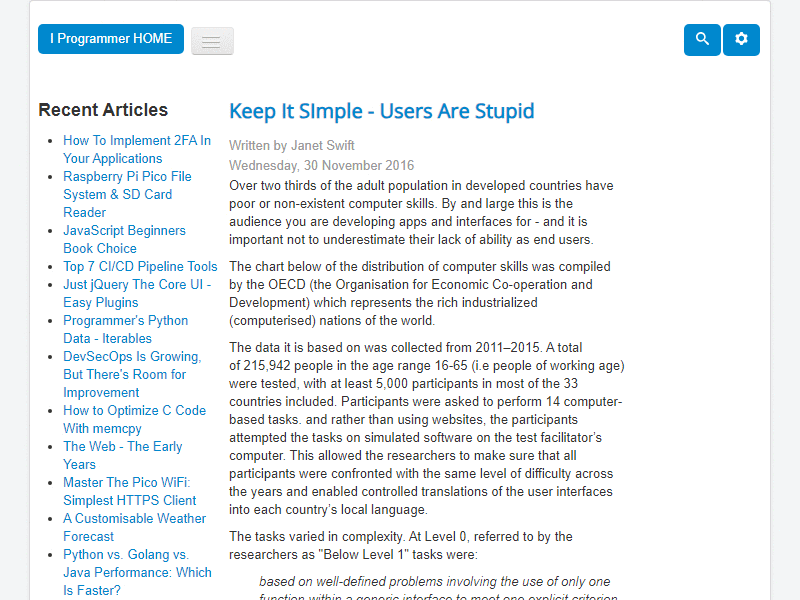 I Programmer HOME
Recent Articles
How To Implement 2FA In
Your Applications
Raspberry Pi Pico File
System & SD Card
Reader
JavaScript Beginners
Book Choice
Top 7 CI/CD Pipeline Tools
Just jQuery The Core UI -
Easy Plugins
Programmer's Python
Data - Iterables
DevSecOps Is Growing,
But There's Room for
Improvement
How to Optimize C Code
With memcpy
The Web - The Early
Years
Master The Pico WiFi:
Simplest HTTPS Client
A Customisable Weather
Forecast
Python vs. Golang vs.
Java Performance: Which
Is Faster?
Keep It SImple - Users Are Stupid
Written by Janet Swift
Wednesday, 30 November 2016
Over two thirds of the adult population in developed countries have
poor or non-existent computer skills. By and large this is the
audience you are developing apps and interfaces for - and it is
important not to underestimate their lack of ability as end users.
The chart below of the distribution of computer skills was compiled
by the OECD (the Organisation for Economic Co-operation and
Development) which represents the rich industrialized
(computerised) nations of the world.
The data it is based on was collected from 2011–2015. A total
of 215,942 people in the age range 16-65 (i.e people of working age)
were tested, with at least 5,000 participants in most of the 33
countries included. Participants were asked to perform 14 computer-
based tasks. and rather than using websites, the participants
attempted the tasks on simulated software on the test facilitator’s
computer. This allowed the researchers to make sure that all
participants were confronted with the same level of difficulty across
the years and enabled controlled translations of the user interfaces
into each country’s local language.
The tasks varied in complexity. At Level 0, referred to by the
researchers as "Below Level 1" tasks were:
based on well-defined problems involving the use of only one
function within a generic interface to meet one explicit criterion